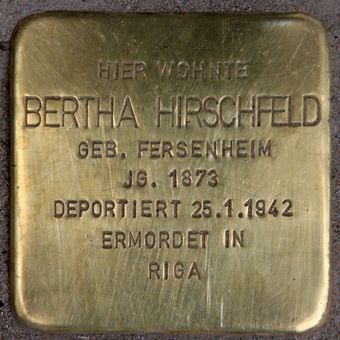 HIER WOHNTE
BERTHA HIRSCHFELD
GEB. FERSENHEIM
JG. 1873
DEPORTIERT 25.1.1942
ERMORDET IN
RIGA